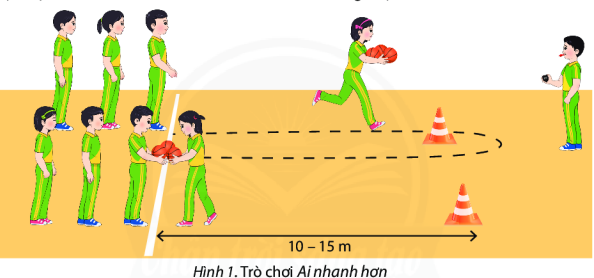 10 – 15 m
Hình 1. Trò chơi Ai nhanh hơn